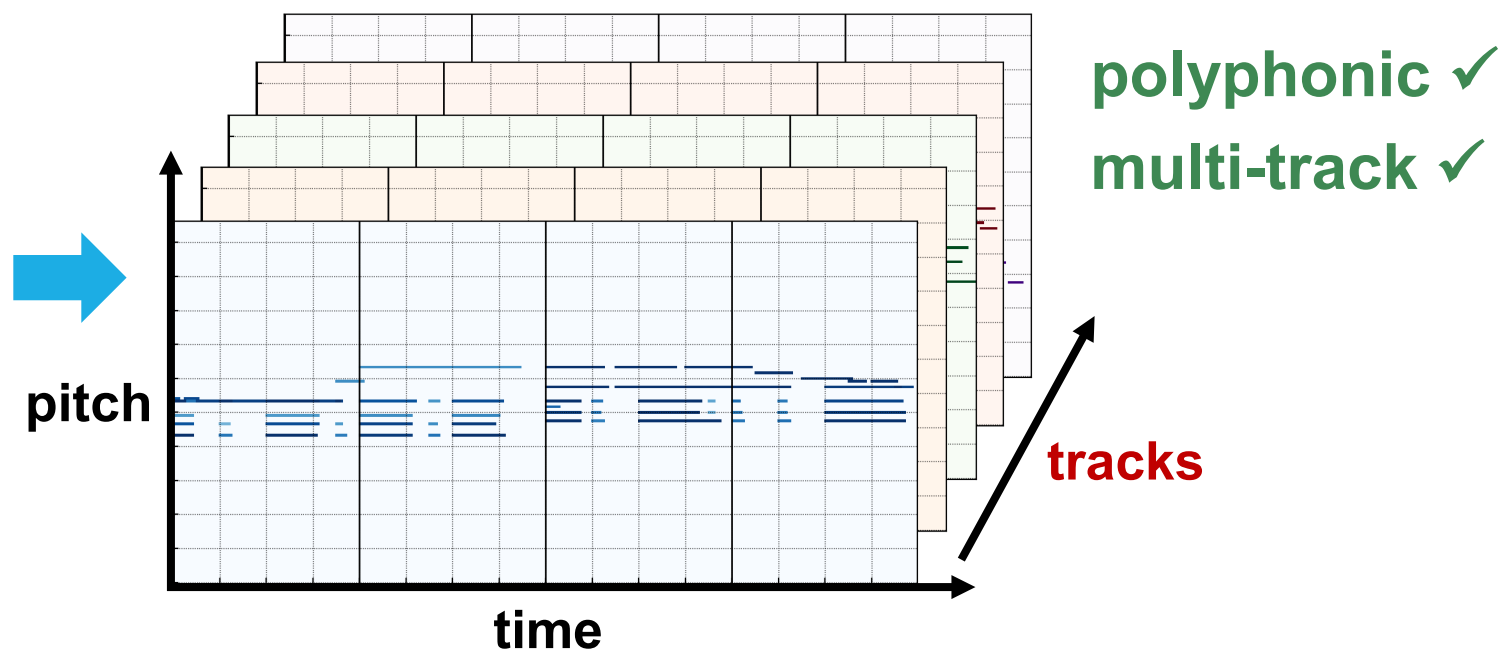 polyphonic ✓
multi-track ✓
pitch
tracks
time